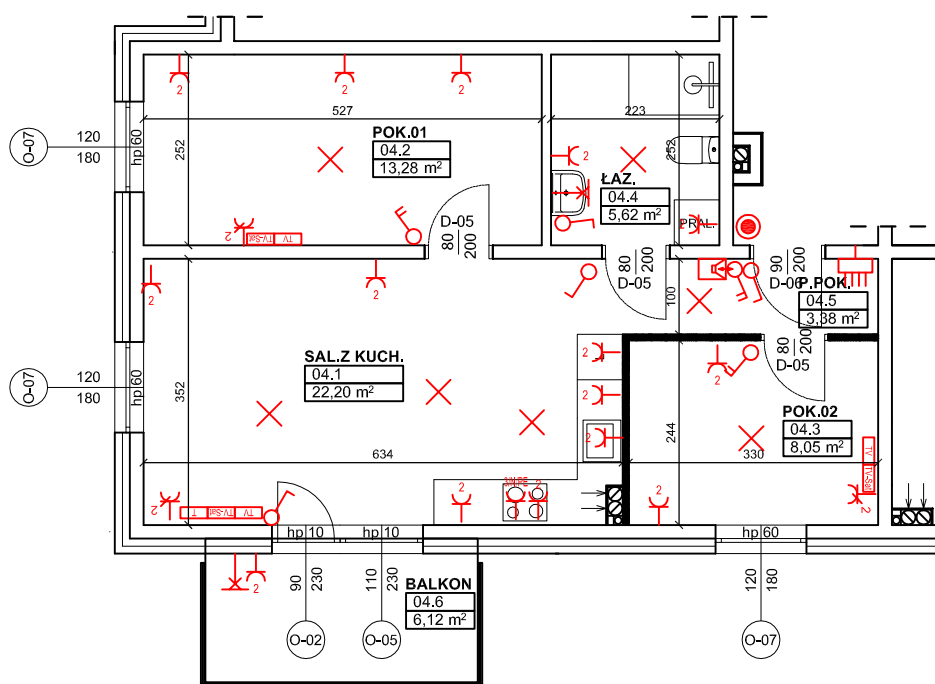 2
2
2
527
223
O-07
120
180
hp 60
252
POK.01
04.2
13,28 m²
2
252
ŁAZ.
04.4
5,62 m²
PRAL.
2
TV-Sat
TV
D-05
80
200
80
200
D-05
90
200
D-06
100
P.POK.
04.5
3,38 m²
2
2
O-07
120
180
hp 60
352
SAL.Z KUCH.
04.1
22,20 m²
2
2
2
2
80
200
D-05
POK.02
04.3
8,05 m²
244
634
330
TV
TV-Sat
2
2
T
TV-Sat
TV
2
2
2
2
hp 10
hp 10
hp 60
90
230
110
230
120
180
2
BALKON
04.6
6,12 m²
O-02
O-05
O-07